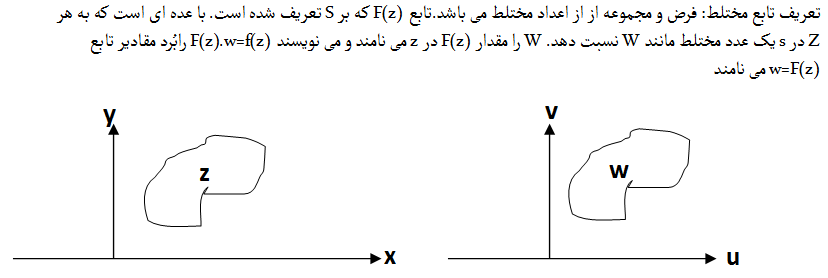 تعریف تابع مختلط: فرض و مجموعه از از اعداد مختلط می باشد.تابع F(z) که بر S تعریف شده است. با عده ای است که به هر
Z در s یک عدد مختلط مانند W نسبت دهد. W را مقدار F(z) در z می نامند و می نویسند F(z).w=f(z) رابُرد مقادیر تابع
w=F(z) می نامند
y v
z w
x u